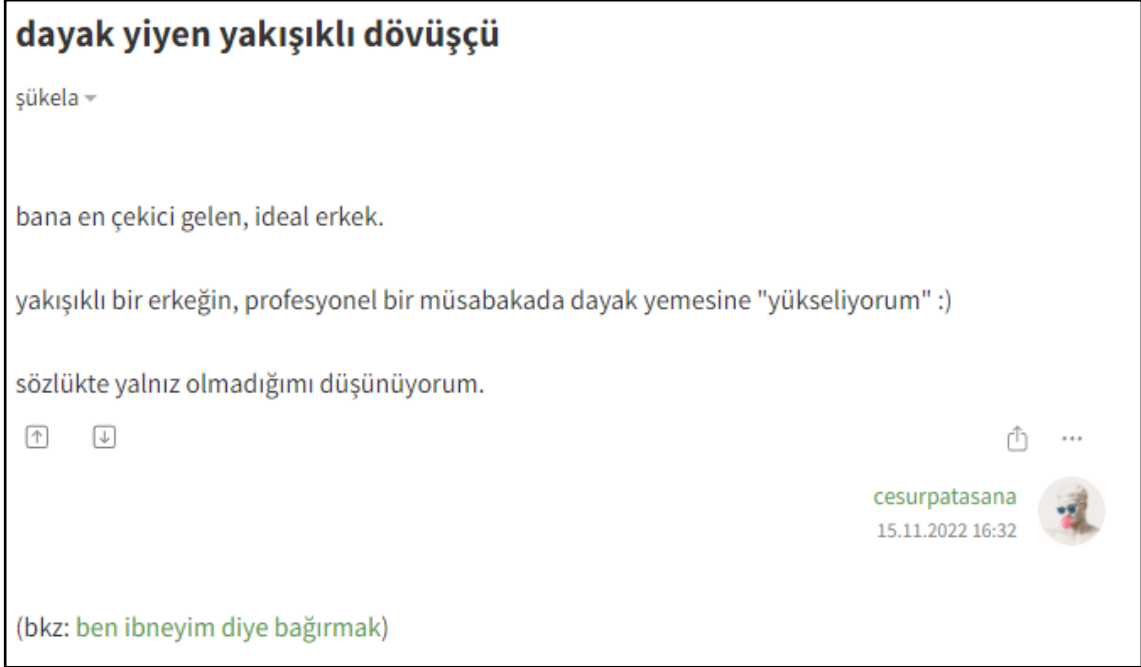 dayak yiyen yakışıklı dövüşçü
şükela
bana en çekici gelen, ideal erkek.
yakışıklı bir erkeğin, profesyonel bir müsabakada dayak yemesine "yükseliyorum" :)
sözlükte yalnız olmadığımı düşünüyorum.
cesurpatasana
15.11.2022 16:32
(bkz: ben ibneyim diye bağırmak)